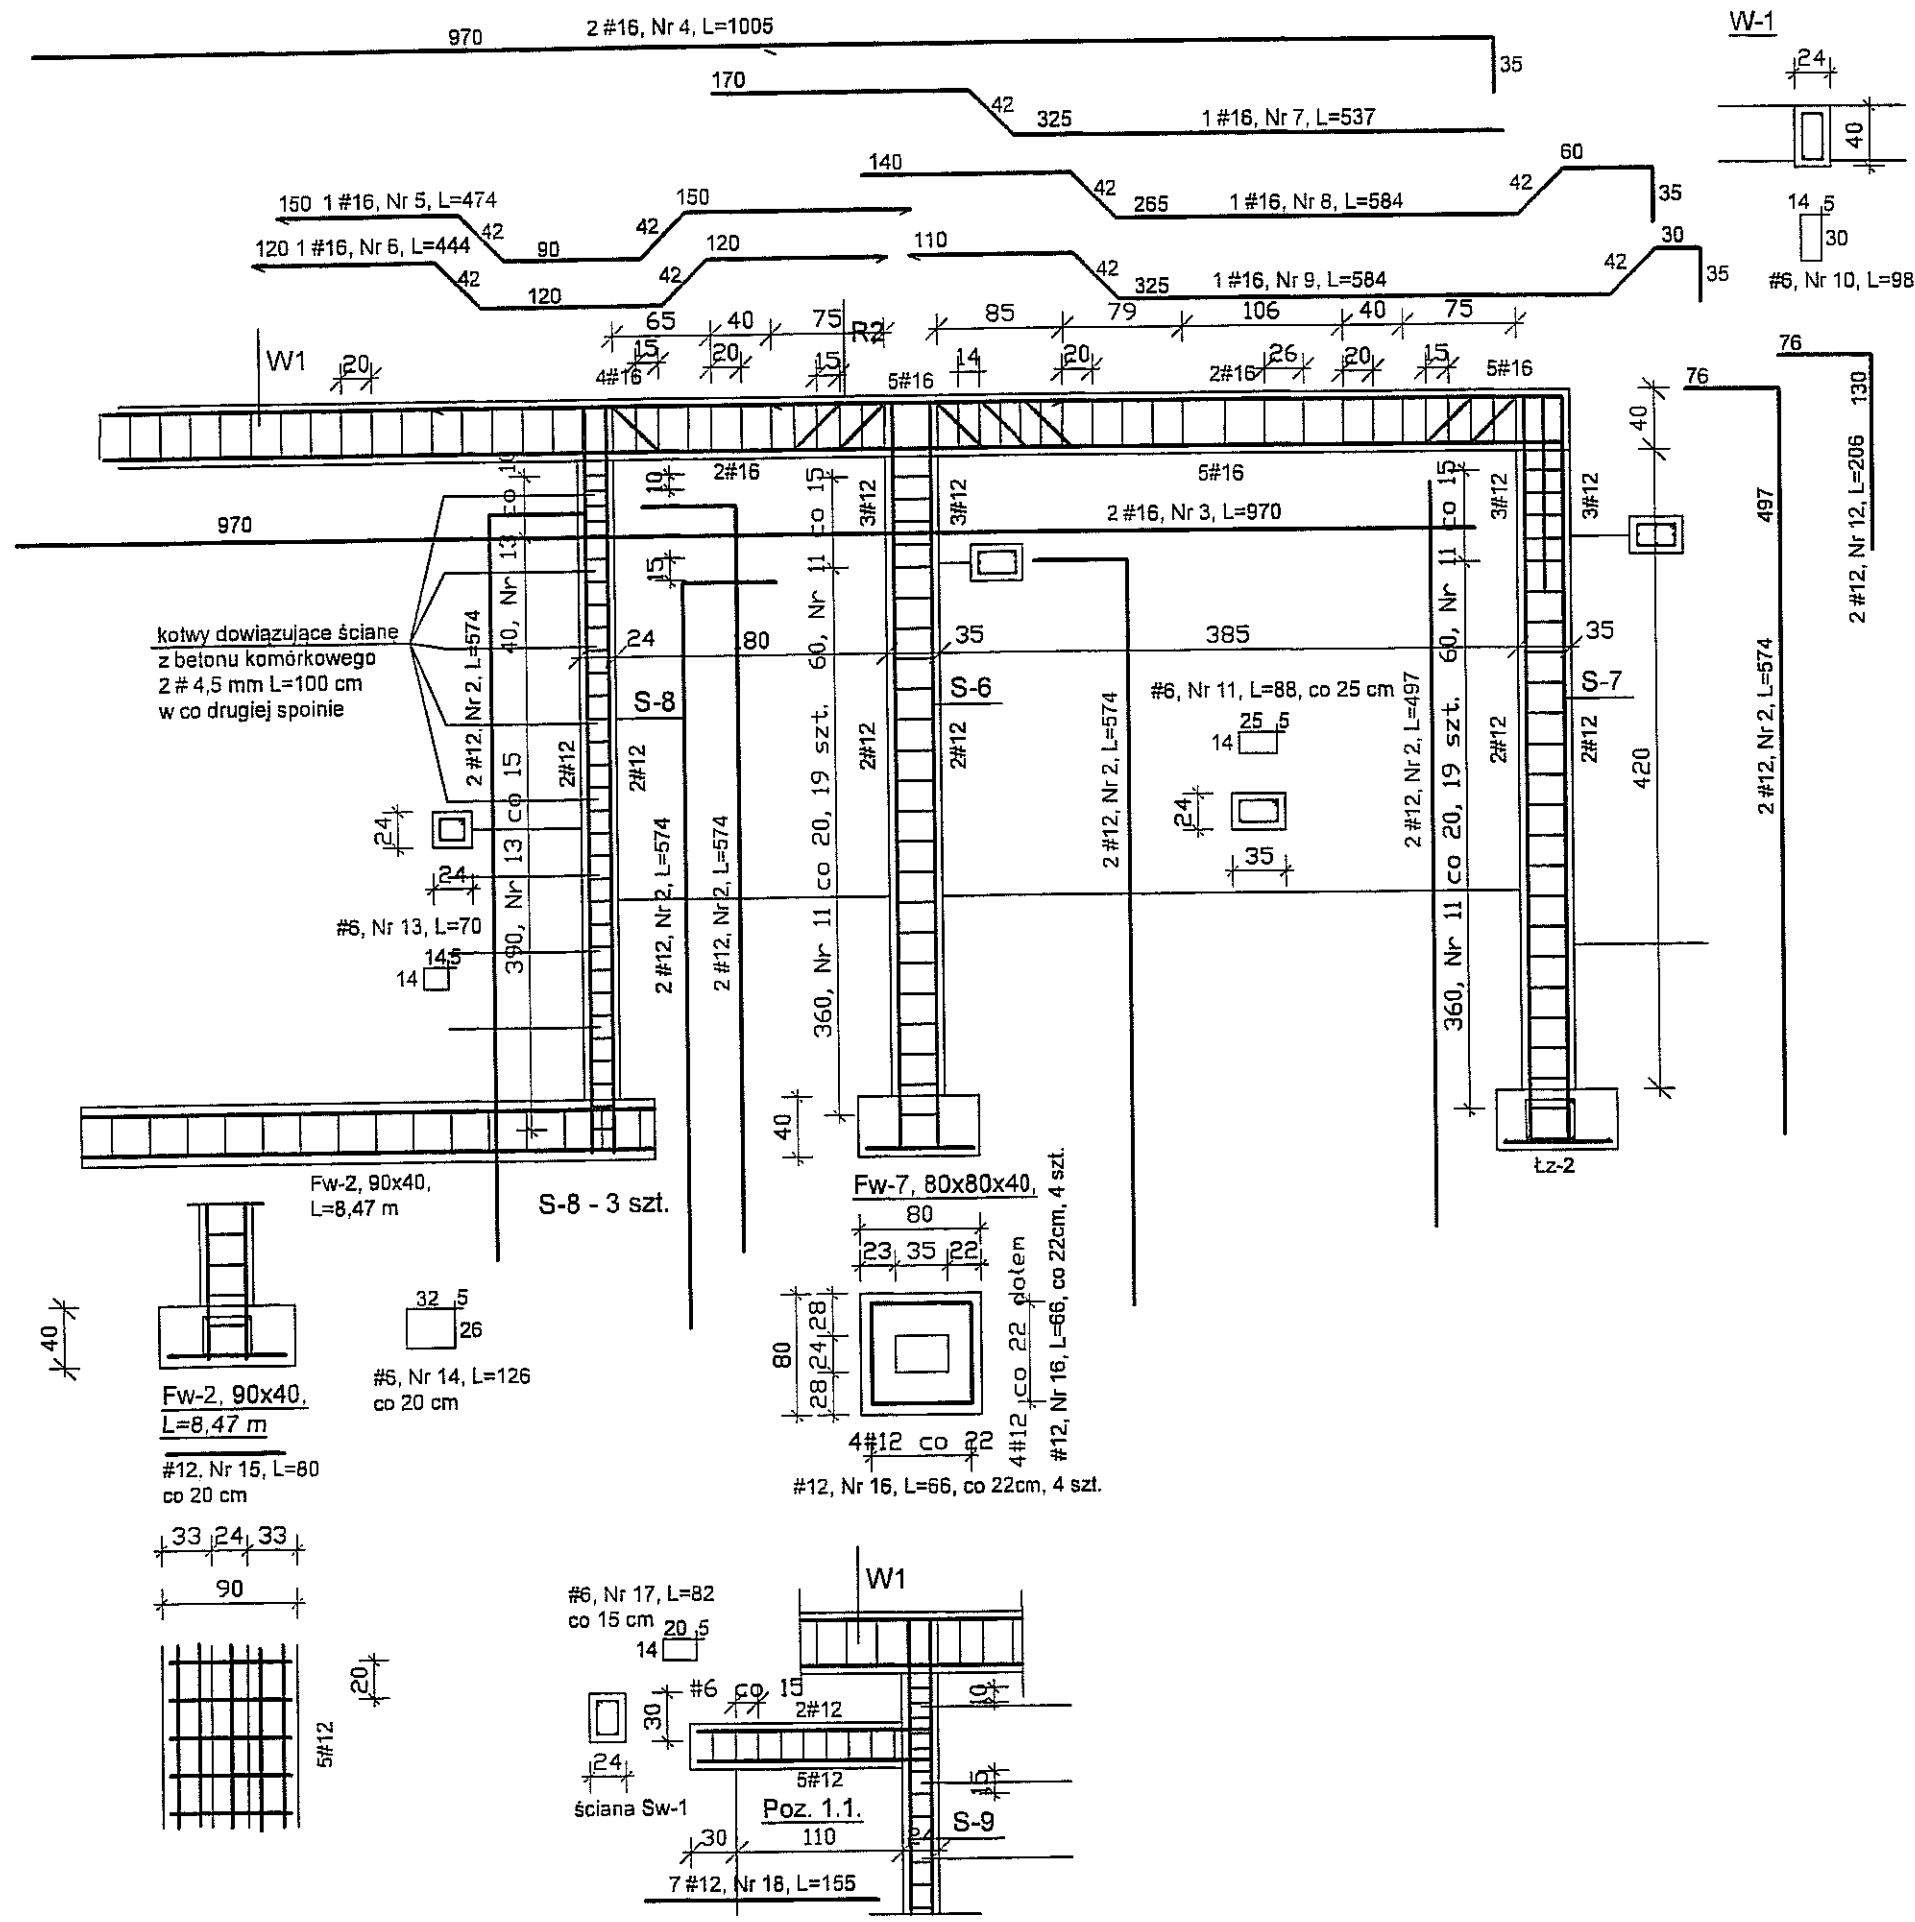 970
2 #16, Nr 4, L=1005
35
W-1
24
40
14 5
30
#6, Nr 10, L=98
170
42
325
1 #16, Nr 7, L=537
140
42
265
1 #16, Nr 8, L=584
42
60
35
150 1 #16, Nr 5, L=474
42
90
42
150
120 1 #16, Nr 6, L=444
42
120
42
120
110
42
325
1 #16, Nr 9, L=584
42
30
35
65
40
75
R2
85
79
106
40
75
W1
20
15
20
15
14
20
26
20
15
4#16
5#16
2#16
5#16
76
130
2 #12, Nr 12, L=206
76
497
2 #12, Nr 2, L=574
40
420
2#16
5#16
10
15
970
2 #16, Nr 3, L=970
3#12
3#12
3#12
3#12
40, Nr 13 co 10
60, Nr 11 co 15
60, Nr 11 co 15
kotwy dowiązujące ściane
z betonu komórkowego
2 # 4,5 mm L=100 cm
w co drugiej spoinie
2 #12, Nr 2, L=574
24
80
35
385
35
S-8
S-6
S-7
#6, Nr 11, L=88, co 25 cm
25 5
14
24
35
2#12
2#12
2#12
2#12
2#12
2#12
2 #12, Nr 2, L=574
2 #12, Nr 2, L=574
2 #12, Nr 2, L=574
2 #12, Nr 2, L=497
390, Nr 13 co 15
360, Nr 11 co 20, 19 szt.
360, Nr 11 co 20, 19 szt.
24
24
#6, Nr 13, L=70
14 5
14
Fw-2, 90x40,
L=8,47 m
S-8 - 3 szt.
40
Fw-7, 80x80x40,
Łz-2
80
23 35 22
80
28
24
28
4#12 co 22 dołem
#12, Nr 16, L=66, co 22cm, 4 szt.
4#12 co 22
#12, Nr 16, L=66, co 22cm, 4 szt.
40
32 5
26
#6, Nr 14, L=126
co 20 cm
Fw-2, 90x40,
L=8,47 m
#12, Nr 15, L=80
co 20 cm
33 24 33
90
20
5#12
#6, Nr 17, L=82
co 15 cm
20 5
14
W1
#6 co 15
2#12
30
24
5#12
ściana Sw-1
Poz. 1.1.
10
15
S-9
30
110
24
7 #12, Nr 18, L=155